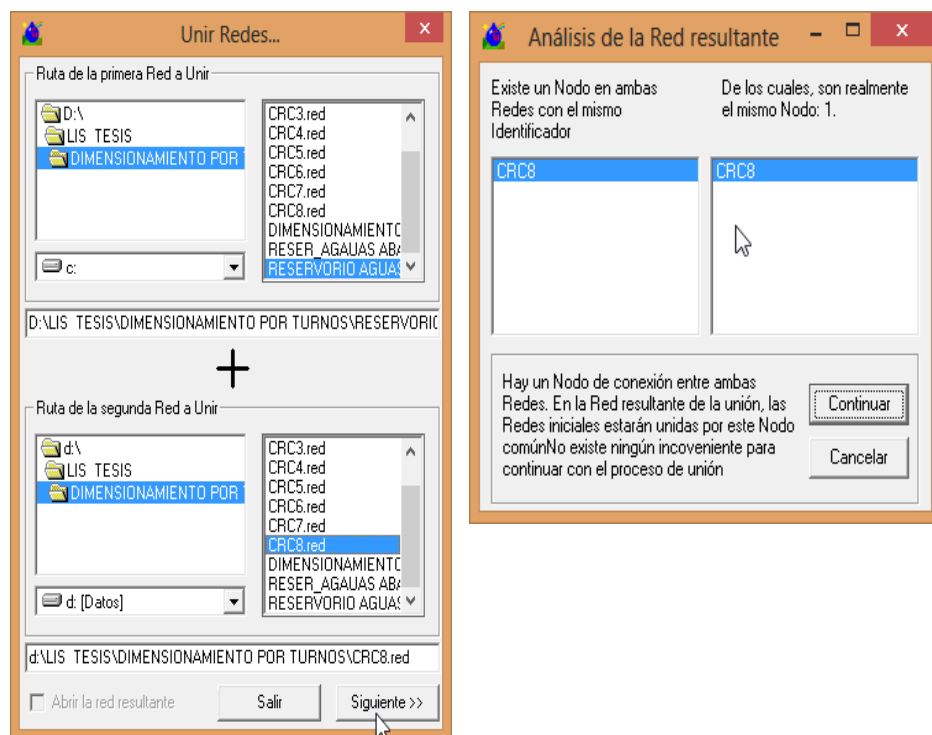 Unir Redes...
Ruta de la primera Red a Unir
D:\
LIS TESIS
DIMENSIONAMIENTO POR
c:
CRC3.red
CRC4.red
CRC5.red
CRC6.red
CRC7.red
CRC8.red
DIMENSIONAMIENTO
RESER_AGAUAS ABA
RESERVORIO AGUAS
D:\LIS TESIS\DIMENSIONAMIENTO POR TURNOS\RESERVORIO
+
Ruta de la segunda Red a Unir
d:\
LIS TESIS
DIMENSIONAMIENTO POR
d: [Datos]
CRC3.red
CRC4.red
CRC5.red
CRC6.red
CRC7.red
CRC8.red
DIMENSIONAMIENTO
RESER_AGAUAS ABA
RESERVORIO AGUAS
d:\LIS TESIS\DIMENSIONAMIENTO POR TURNOS\CRC8.red
Abrir la red resultante
Salir
Siguiente >>
Análisis de la Red resultante
Existe un Nodo en ambas
Redes con el mismo
Identificador
De los cuales, son realmente
el mismo Nodo: 1.
CRC8
CRC8
Hay un Nodo de conexión entre ambas
Redes. En la Red resultante de la unión, las
Redes iniciales estarán unidas por este Nodo
comúnNo existe ningún incoveniente para
continuar con el proceso de unión
Continuar
Cancelar